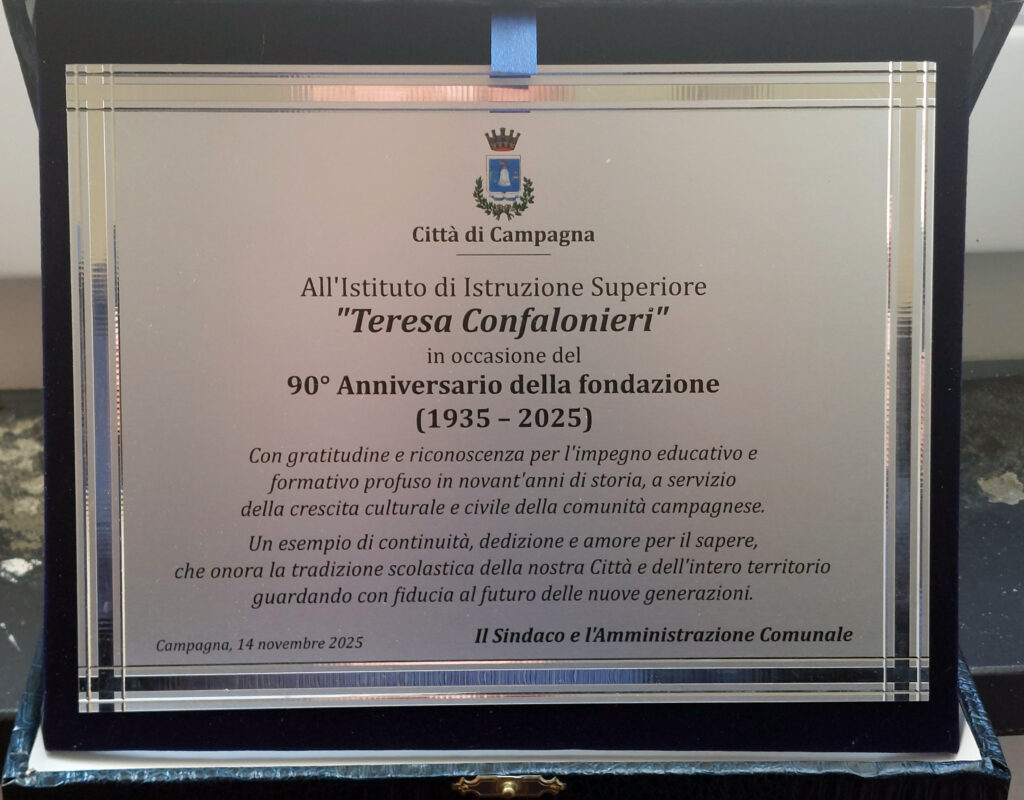 Città di Campagna
All'Istituto di Istruzione Superiore
"Teresa Confalonieri"
in occasione del
90° Anniversario della fondazione
(1935 – 2025)
Con gratitudine e riconoscenza per l'impegno educativo e
formativo profuso in novant'anni di storia, a servizio
della crescita culturale e civile della comunità campagnese.
Un esempio di continuità, dedizione e amore per il sapere,
che onora la tradizione scolastica della nostra Città e dell'intero territorio
guardando con fiducia al futuro delle nuove generazioni.
Campagna, 14 novembre 2025
Il Sindaco e l'Amministrazione Comunale